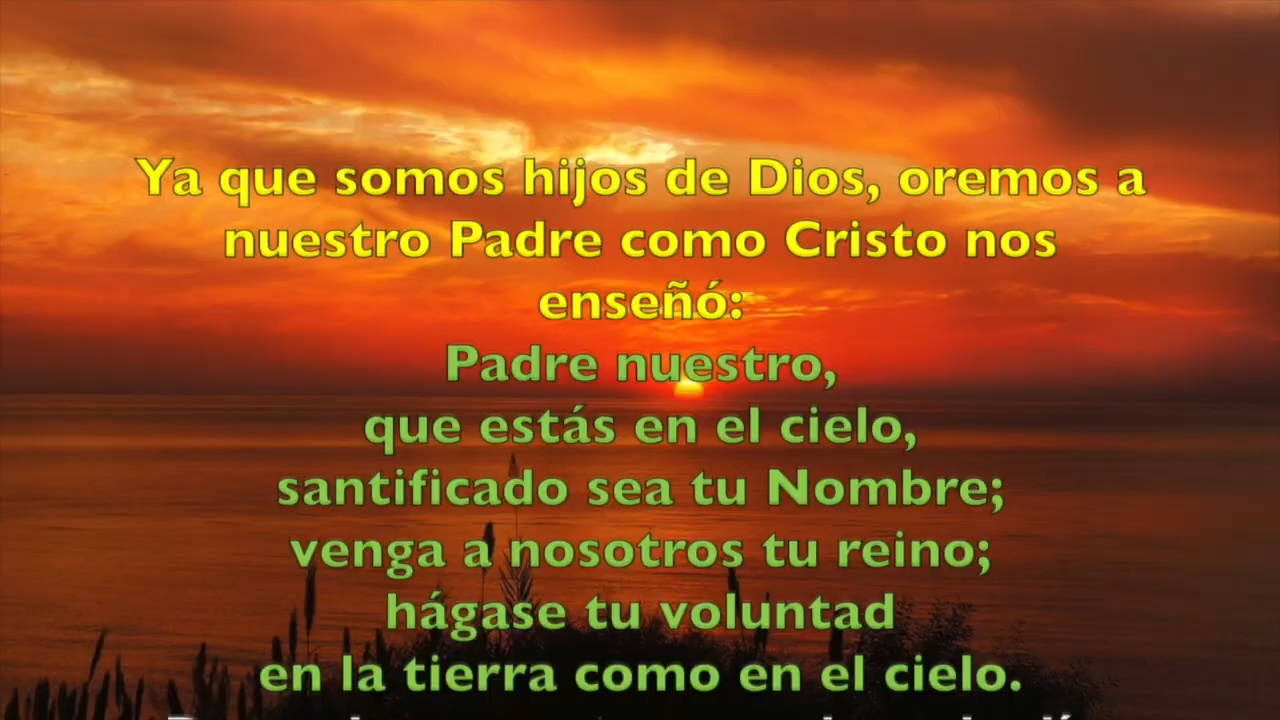 Ya que somos hijos de Dios, oremos a
nuestro Padre como Cristo nos
enseñó:
Padre nuestro,
que estás en el cielo,
santificado sea tu Nombre;
venga a nosotros tu reino;
hágase tu voluntad
en la tierra como en el cielo.